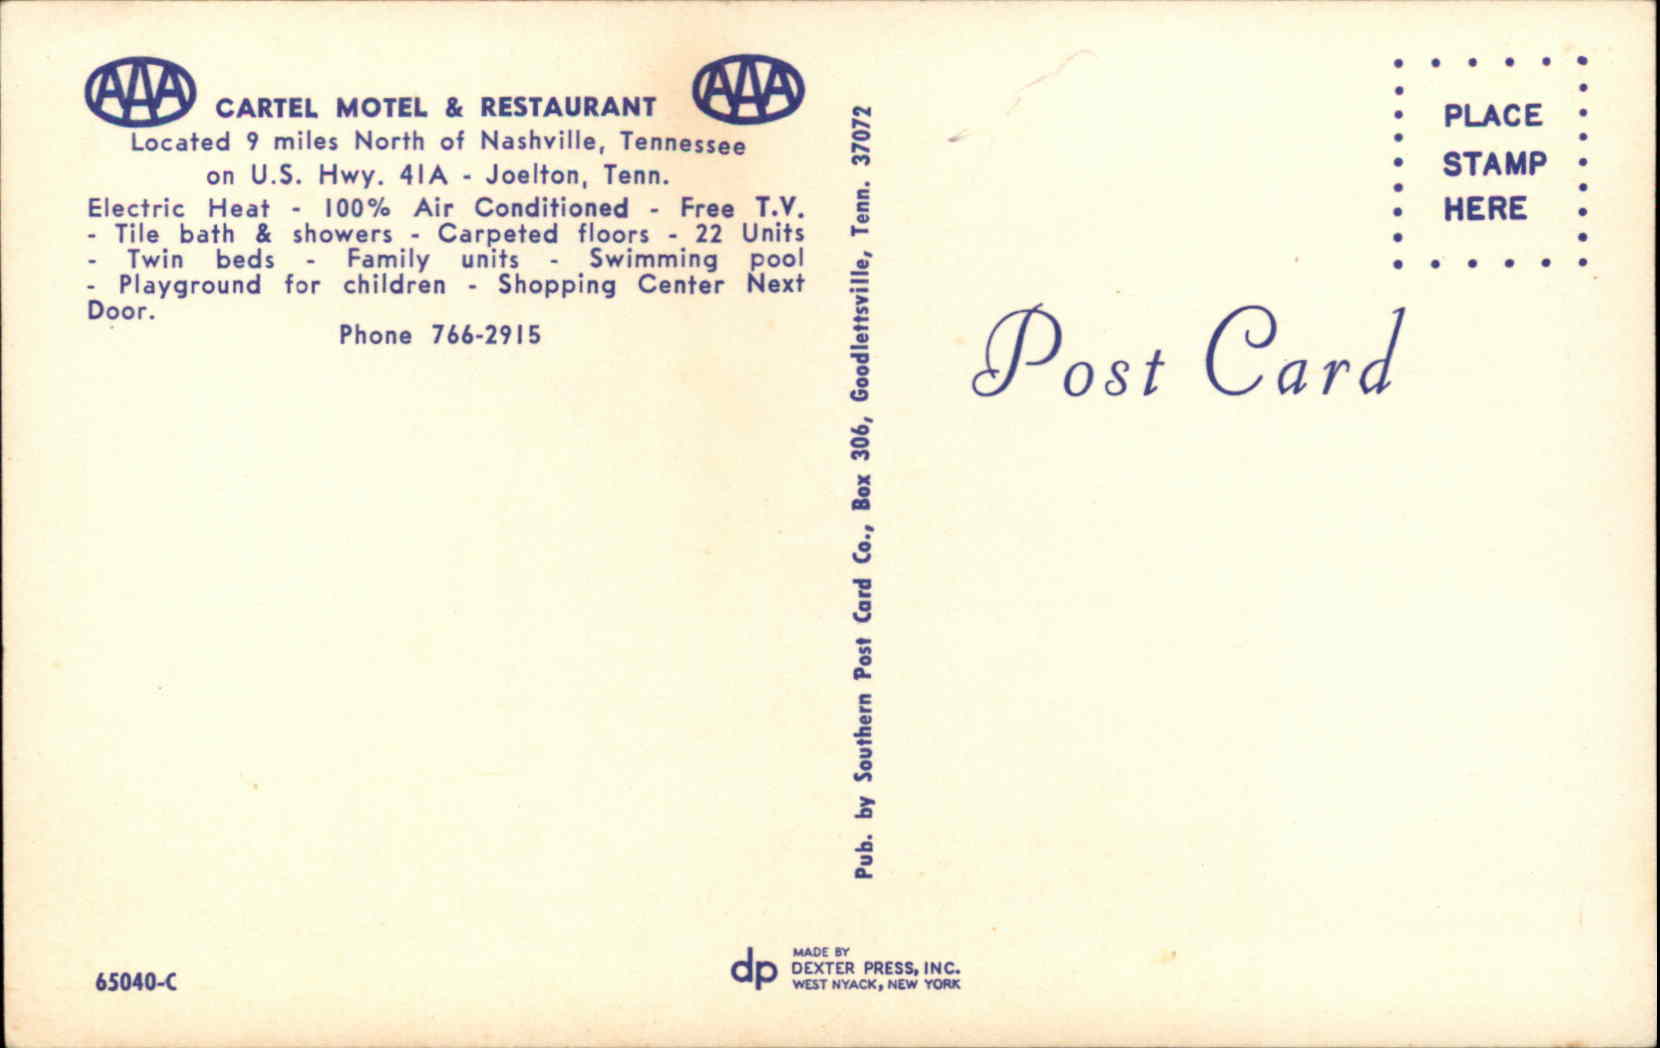 AAA CARTEL MOTEL & RESTAURANT AAA
Located 9 miles North of Nashville, Tennessee
on U.S. Hwy. 41A - Joelton, Tenn.
Electric Heat - 100% Air Conditioned - Free T.V.
- Tile bath & showers - Carpeted floors - 22 Units
- Twin beds - Family units - Swimming pool
- Playground for children - Shopping Center Next
Door.
Phone 766-2915
65040-C
Pub. by Southern Post Card Co., Box 306, Goodlettsville, Tenn. 37072
dp
MADE BY
DEXTER PRESS, INC.
WEST NYACK, NEW YORK
PLACE
STAMP
HERE
Post Card